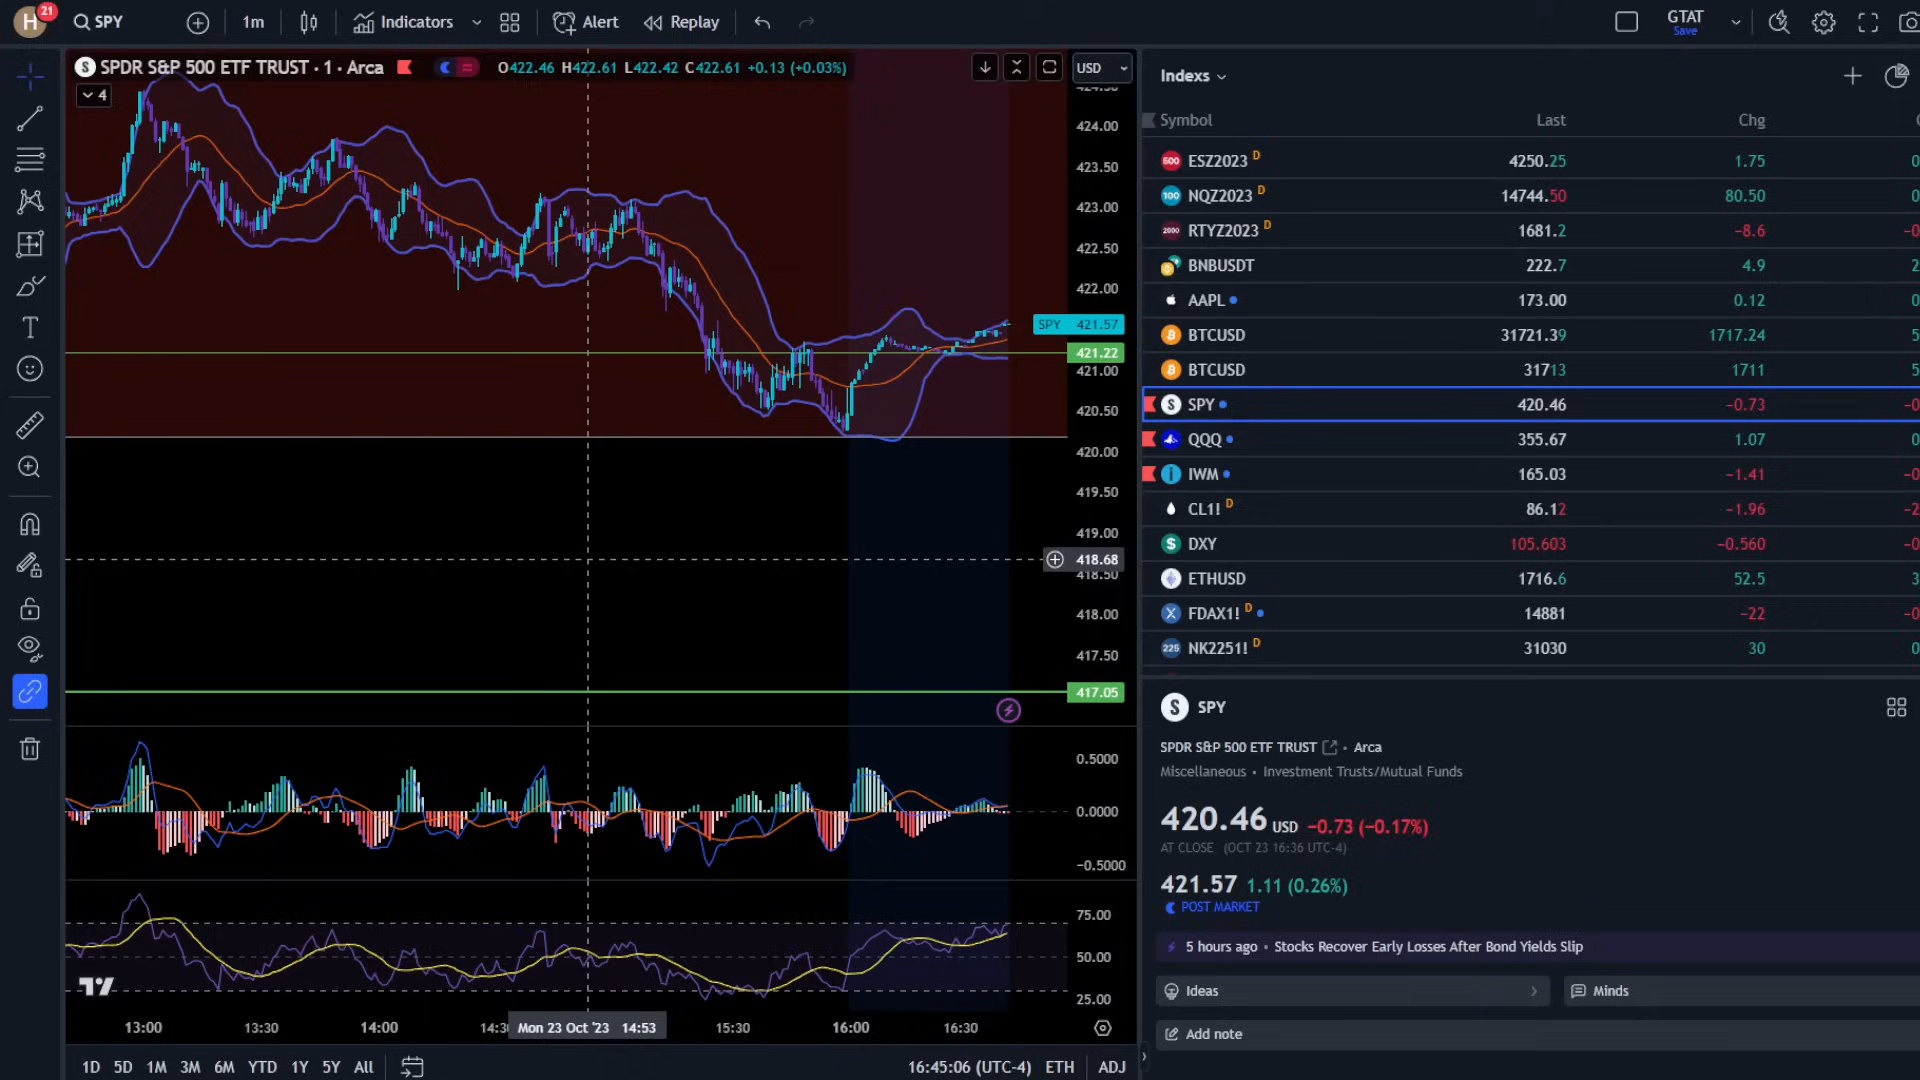 H 21 SPY 1m Indicators Alert Replay GTAT Save
SPDR S&P 500 ETF TRUST · 1 · Arca O422.46 H422.61 L422.42 C422.61 +0.13 (+0.03%) USD
4
424.00
423.50
423.00
422.50
422.00
SPY 421.57
421.22
421.00
420.50
420.00
419.50
419.00
418.68
418.50
418.00
417.50
417.05
0.5000
0.0000
−0.5000
75.00
50.00
25.00
13:00 13:30 14:00 14:3 Mon 23 Oct '23 14:53 15:30 16:00 16:30
1D 5D 1M 3M 6M YTD 1Y 5Y All 16:45:06 (UTC-4) ETH ADJ
Indexs
Symbol Last Chg
500 ESZ2023 D 4250.25 1.75
100 NQZ2023 D 14744.50 80.50
2000 RTYZ2023 D 1681.2 −8.6
BNBUSDT 222.7 4.9
AAPL 173.00 0.12
BTCUSD 31721.39 1717.24
BTCUSD 31713 1711
S SPY 420.46 −0.73
QQQ 355.67 1.07
IWM 165.03 −1.41
CL1! D 86.12 −1.96
DXY 105.603 −0.560
ETHUSD 1716.6 52.5
FDAX1! D 14881 −22
225 NK2251! D 31030 30
S SPY
SPDR S&P 500 ETF TRUST · Arca
Miscellaneous • Investment Trusts/Mutual Funds
420.46 USD −0.73 (−0.17%)
AT CLOSE (OCT 23 16:36 UTC-4)
421.57 1.11 (0.26%)
POST MARKET
5 hours ago • Stocks Recover Early Losses After Bond Yields Slip
Ideas Minds
Add note